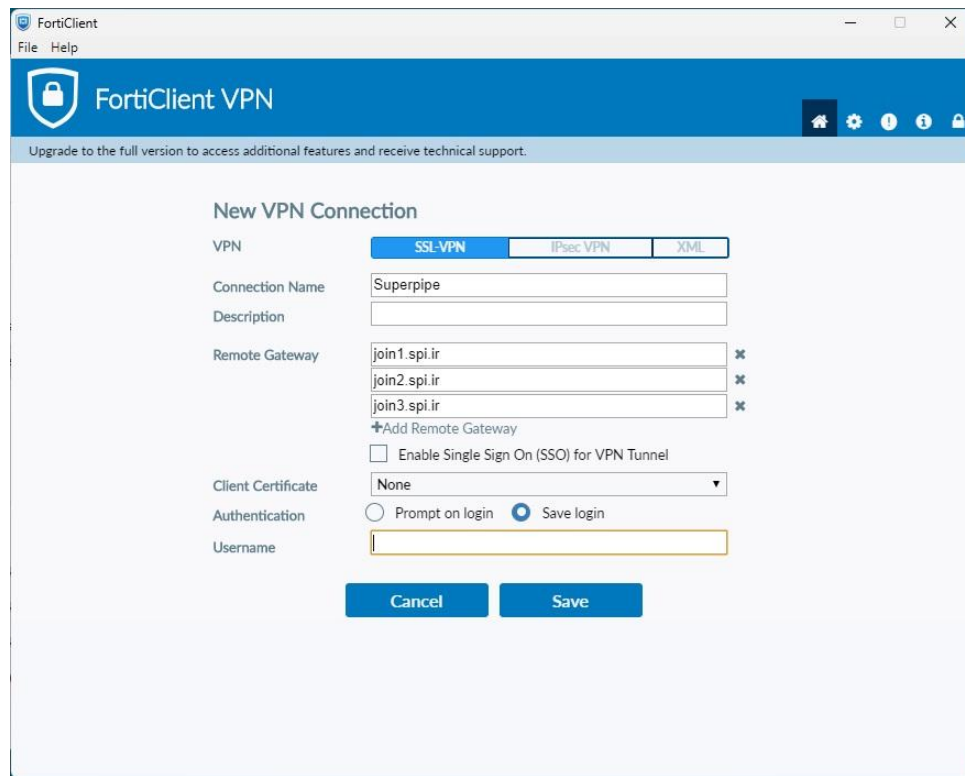 FortiClient
File Help
FortiClient VPN
Upgrade to the full version to access additional features and receive technical support.
New VPN Connection
VPN SSL-VPN IPsec VPN XML
Connection Name Superpipe
Description
Remote Gateway join1.spi.ir
join2.spi.ir
join3.spi.ir
+Add Remote Gateway
Enable Single Sign On (SSO) for VPN Tunnel
Client Certificate None
Authentication Prompt on login Save login
Username
Cancel Save